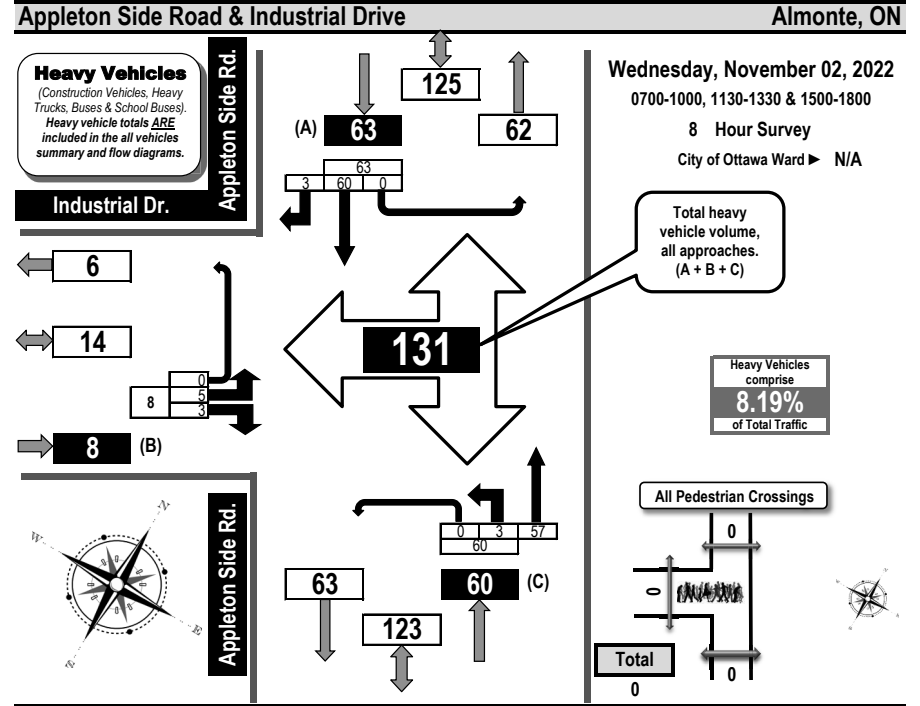 Appleton Side Road & Industrial Drive
Almonte, ON
Heavy Vehicles
(Construction Vehicles, Heavy
Trucks, Buses & School Buses).
Heavy vehicle totals ARE
included in the all vehicles
summary and flow diagrams.
Appleton Side Rd.
Industrial Dr.
125
(A)
63
62
63
3
60
0
Wednesday, November 02, 2022
0700-1000, 1130-1330 & 1500-1800
8 Hour Survey
City of Ottawa Ward ► N/A
Total heavy
vehicle volume,
all approaches.
(A + B + C)
6
14
0
5
3
8
8
(B)
131
Heavy Vehicles
comprise
8.19%
of Total Traffic
Appleton Side Rd.
N
W
E
S
0
3
57
60
63
60
(C)
123
All Pedestrian Crossings
0
0
0
Total
0